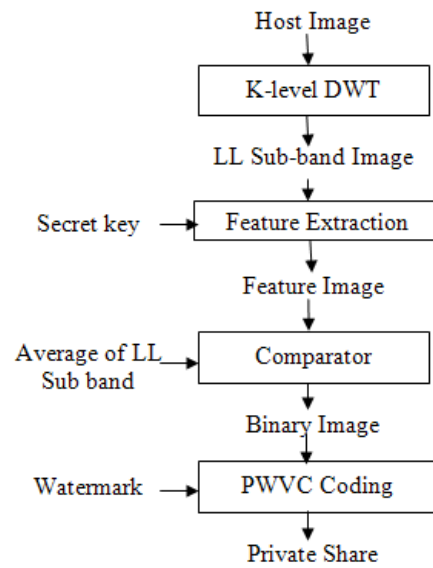 Host Image
K-level DWT
LL Sub-band Image
Secret key
Feature Extraction
Feature Image
Average of LL
Sub band
Comparator
Binary Image
Watermark
PWVC Coding
Private Share